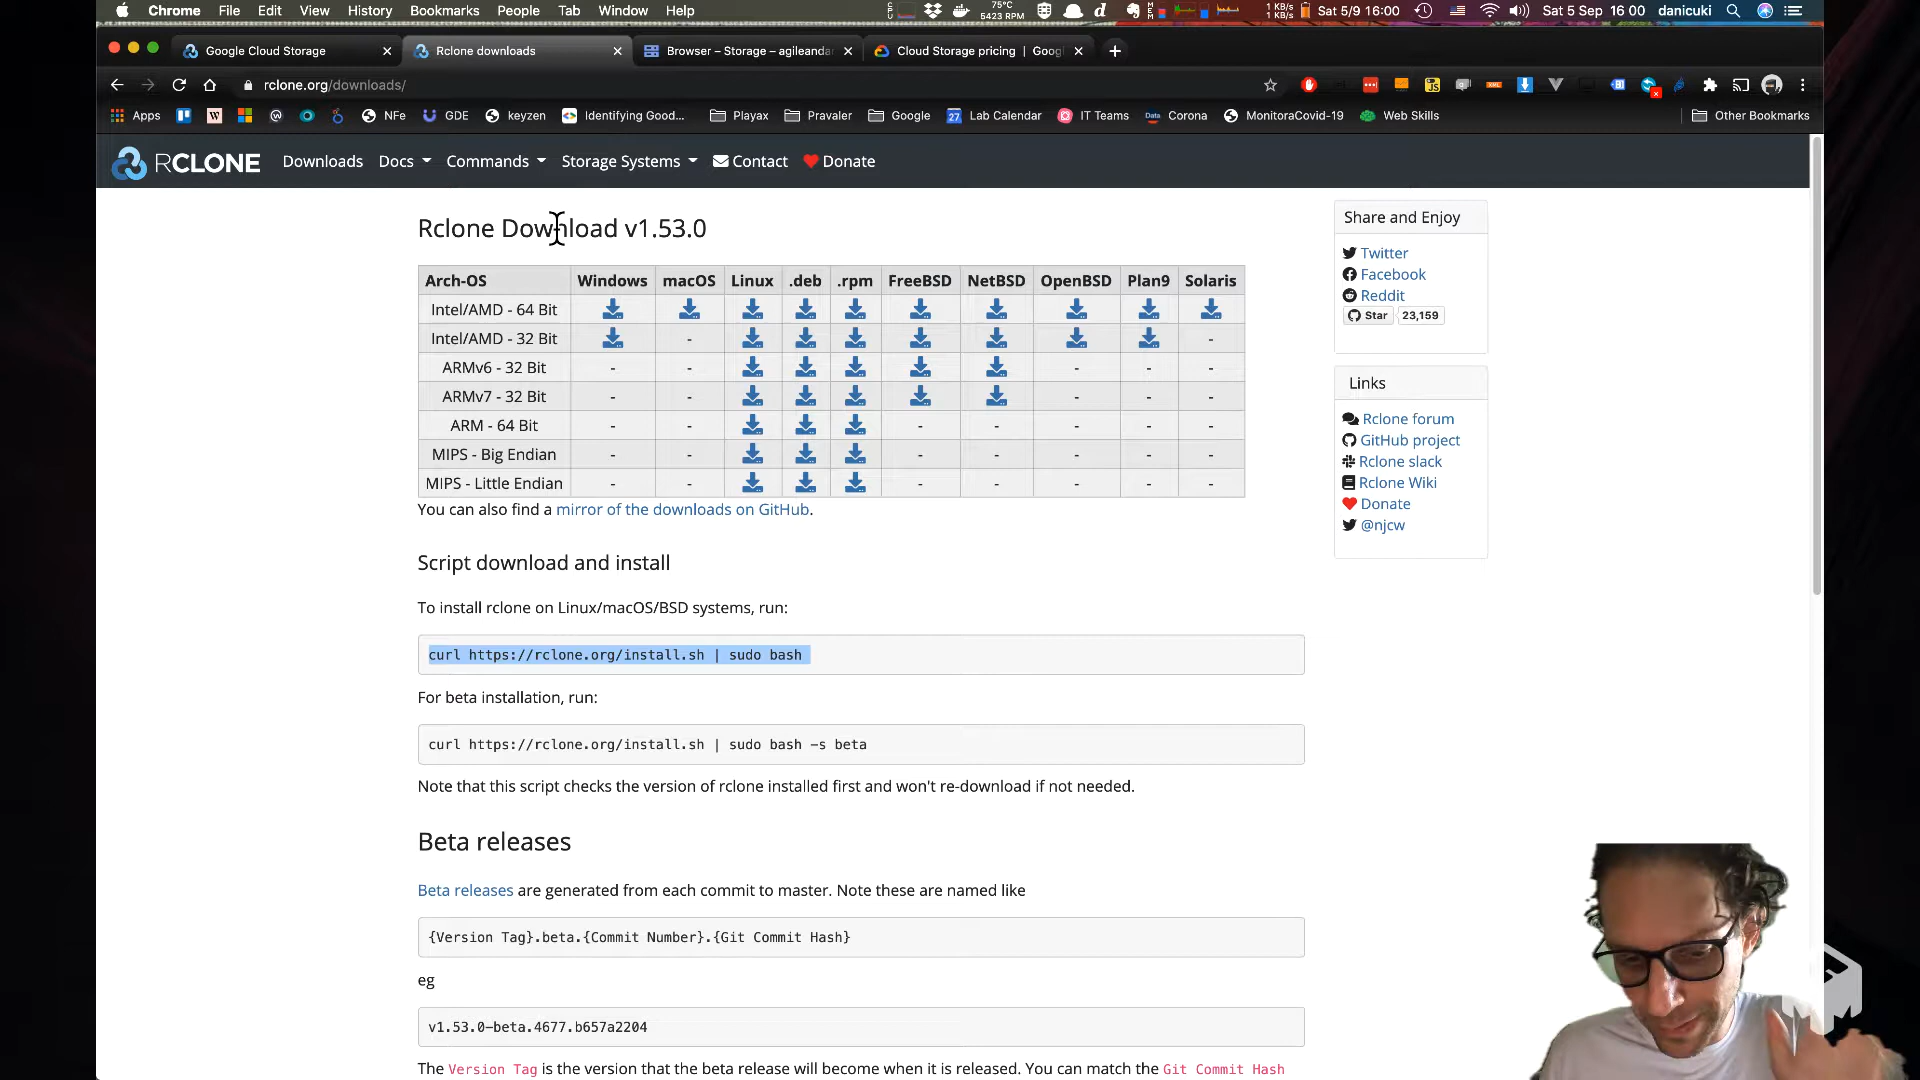 Chrome File Edit View History Bookmarks People Tab Window Help
75°C
5423 RPM
1 KB/s
1 KB/s
Sat 5/9 16:00
Sat 5 Sep 16 00 danicuki
Google Cloud Storage
Rclone downloads
Browser – Storage – agileanda
Cloud Storage pricing | Goog
rclone.org/downloads/
Apps
NFe
GDE
keyzen
Identifying Good...
Playax
Pravaler
Google
Lab Calendar
IT Teams
Corona
MonitoraCovid-19
Web Skills
Other Bookmarks
RCLONE Downloads Docs Commands Storage Systems Contact Donate
Rclone Download v1.53.0
Arch-OS Windows macOS Linux .deb .rpm FreeBSD NetBSD OpenBSD Plan9 Solaris
Intel/AMD - 64 Bit
Intel/AMD - 32 Bit - -
ARMv6 - 32 Bit - - - - -
ARMv7 - 32 Bit - - - - -
ARM - 64 Bit - - - - - - -
MIPS - Big Endian - - - - - - -
MIPS - Little Endian - - - - - - -
You can also find a mirror of the downloads on GitHub.
Script download and install
To install rclone on Linux/macOS/BSD systems, run:
curl https://rclone.org/install.sh | sudo bash
For beta installation, run:
curl https://rclone.org/install.sh | sudo bash -s beta
Note that this script checks the version of rclone installed first and won't re-download if not needed.
Beta releases
Beta releases are generated from each commit to master. Note these are named like
{Version Tag}.beta.{Commit Number}.{Git Commit Hash}
eg
v1.53.0-beta.4677.b657a2204
The Version Tag is the version that the beta release will become when it is released. You can match the Git Commit Hash
Share and Enjoy
Twitter
Facebook
Reddit
Star 23,159
Links
Rclone forum
GitHub project
Rclone slack
Rclone Wiki
Donate
@njcw